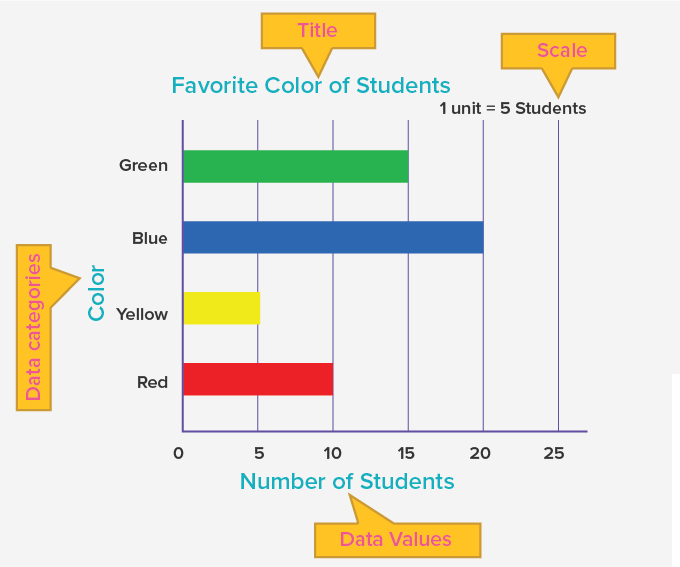 Title
Scale
Favorite Color of Students
1 unit = 5 Students
Green
Blue
Data categories
Color
Yellow
Red
0 5 10 15 20 25
Number of Students
Data Values